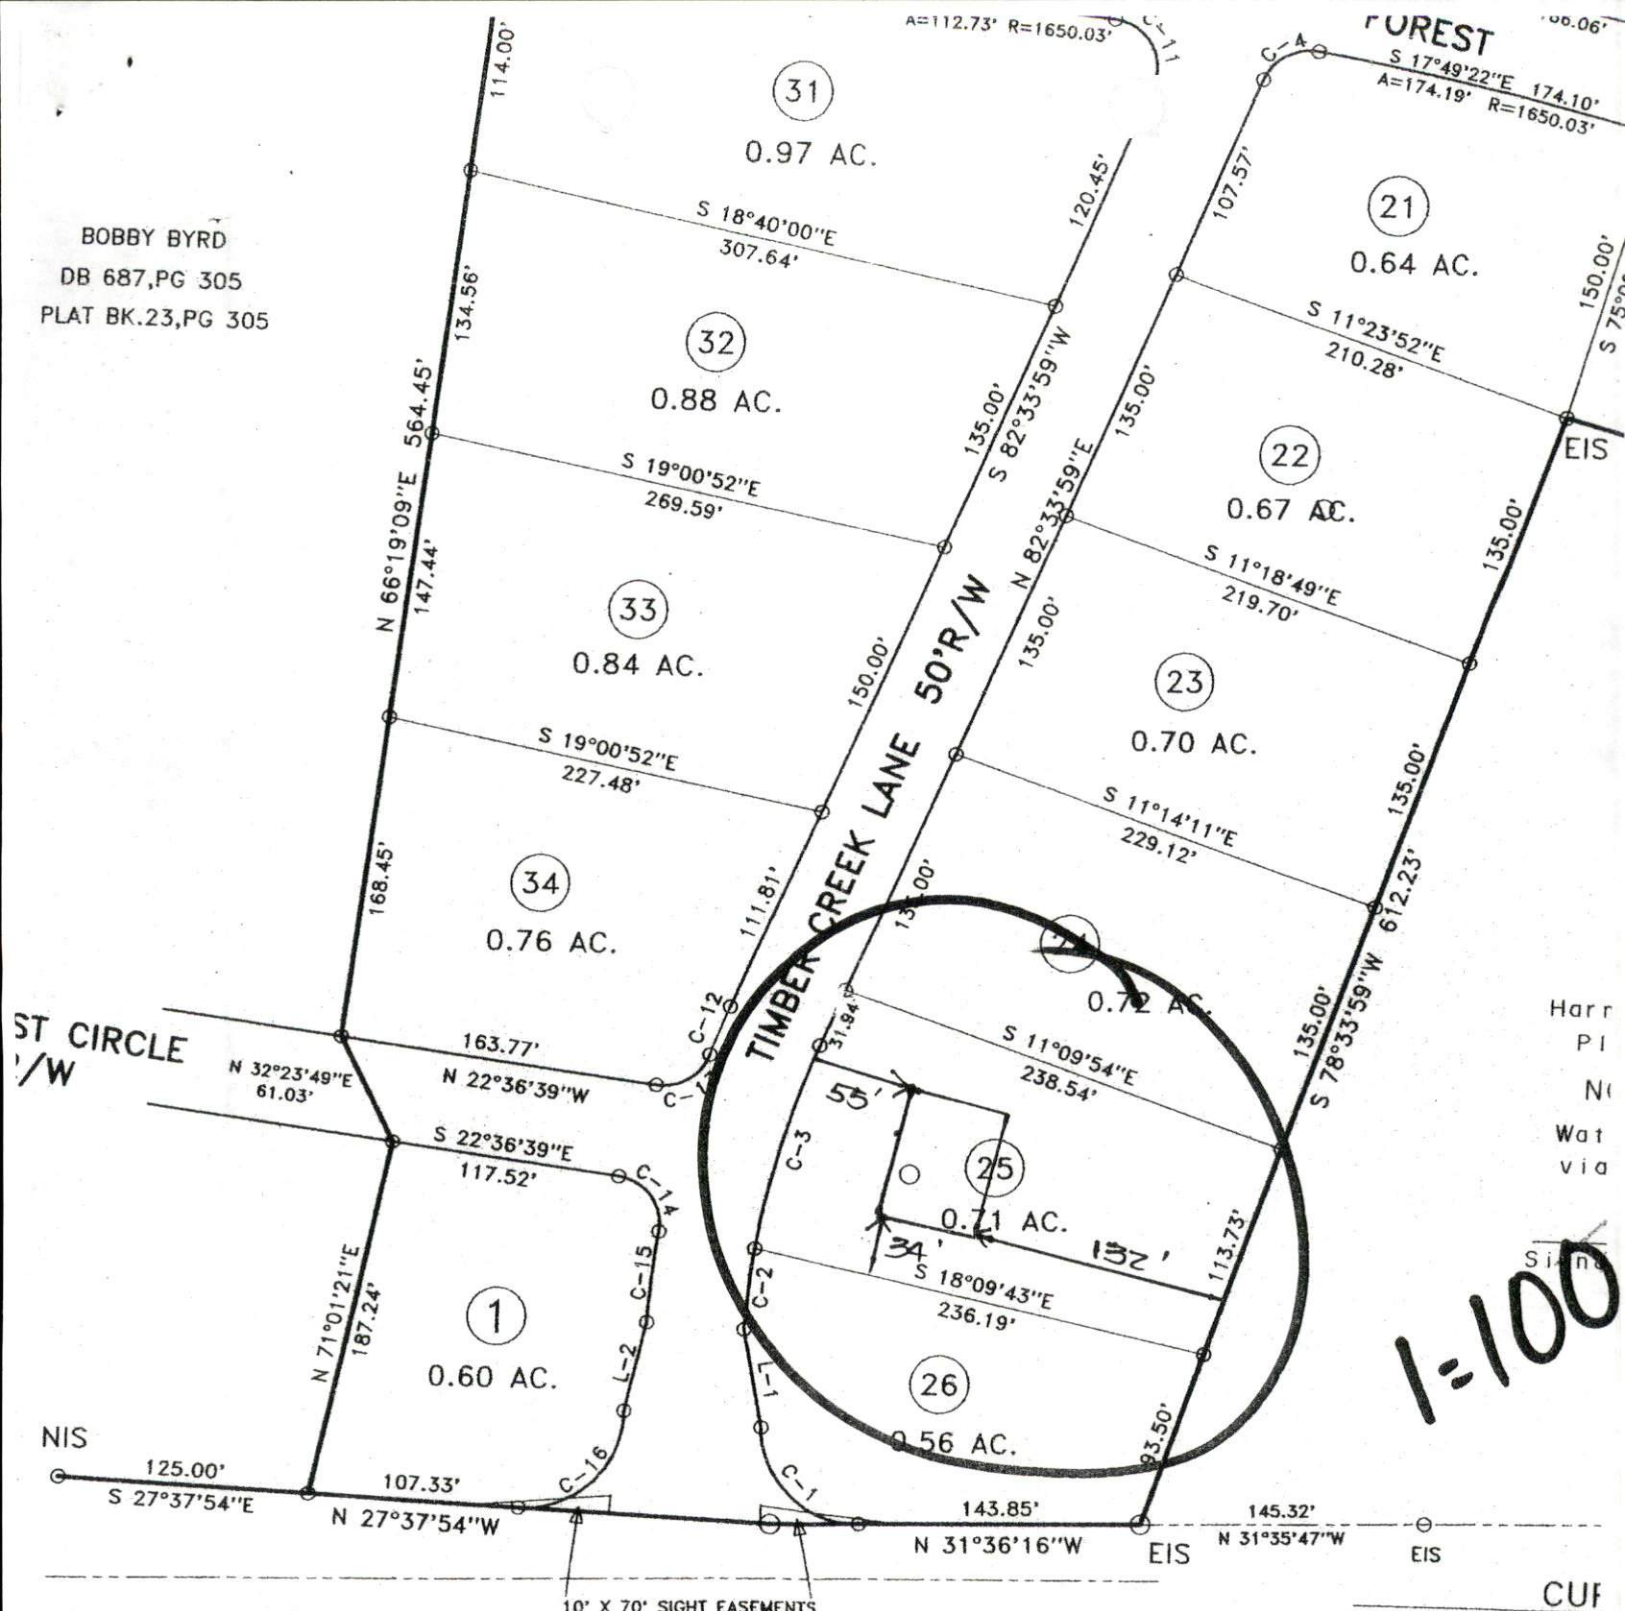 A=112.73' R=1650.03'
C-11
C-4
FOREST
S 17°49'22"E 174.10'
A=174.19' R=1650.03'
114.00'
31
0.97 AC.
120.45'
107.57'
21
0.64 AC.
150.00'
BOBBY BYRD
DB 687,PG 305
PLAT BK.23,PG 305
S 18°40'00"E
307.64'
134.56'
32
0.88 AC.
135.00'
S 82°33'59"W
135.00'
N 82°33'59"E
S 11°23'52"E
210.28'
22
0.67 AC.
EIS
135.00'
N 66°19'09"E 564.45'
147.44'
S 19°00'52"E
269.59'
33
0.84 AC.
150.00'
TIMBER CREEK LANE 50'R/W
135.00'
S 11°18'49"E
219.70'
23
0.70 AC.
135.00'
S 19°00'52"E
227.48'
S 11°14'11"E
229.12'
168.45'
34
0.76 AC.
111.81'
C-12
0.72 AC.
135.00'
S 78°33'59"W 612.23'
ST CIRCLE
'/W
163.77'
N 22°36'39"W
N 32°23'49"E
61.03'
31.94'
S 11°09'54"E
238.54'
55'
C-3
25
0.71 AC.
34'
132'
113.73'
S 22°36'39"E
117.52'
C-14
C-15
L-2
C-2
L-1
S 18°09'43"E
236.19'
N 71°01'21"E
187.24'
1
0.60 AC.
26
0.56 AC.
93.50'
1=100
Wat
via
NIS
125.00'
S 27°37'54"E
107.33'
N 27°37'54"W
C-16
C-1
143.85'
N 31°36'16"W
EIS
145.32'
N 31°35'47"W
EIS
10' X 70' SIGHT EASEMENTS